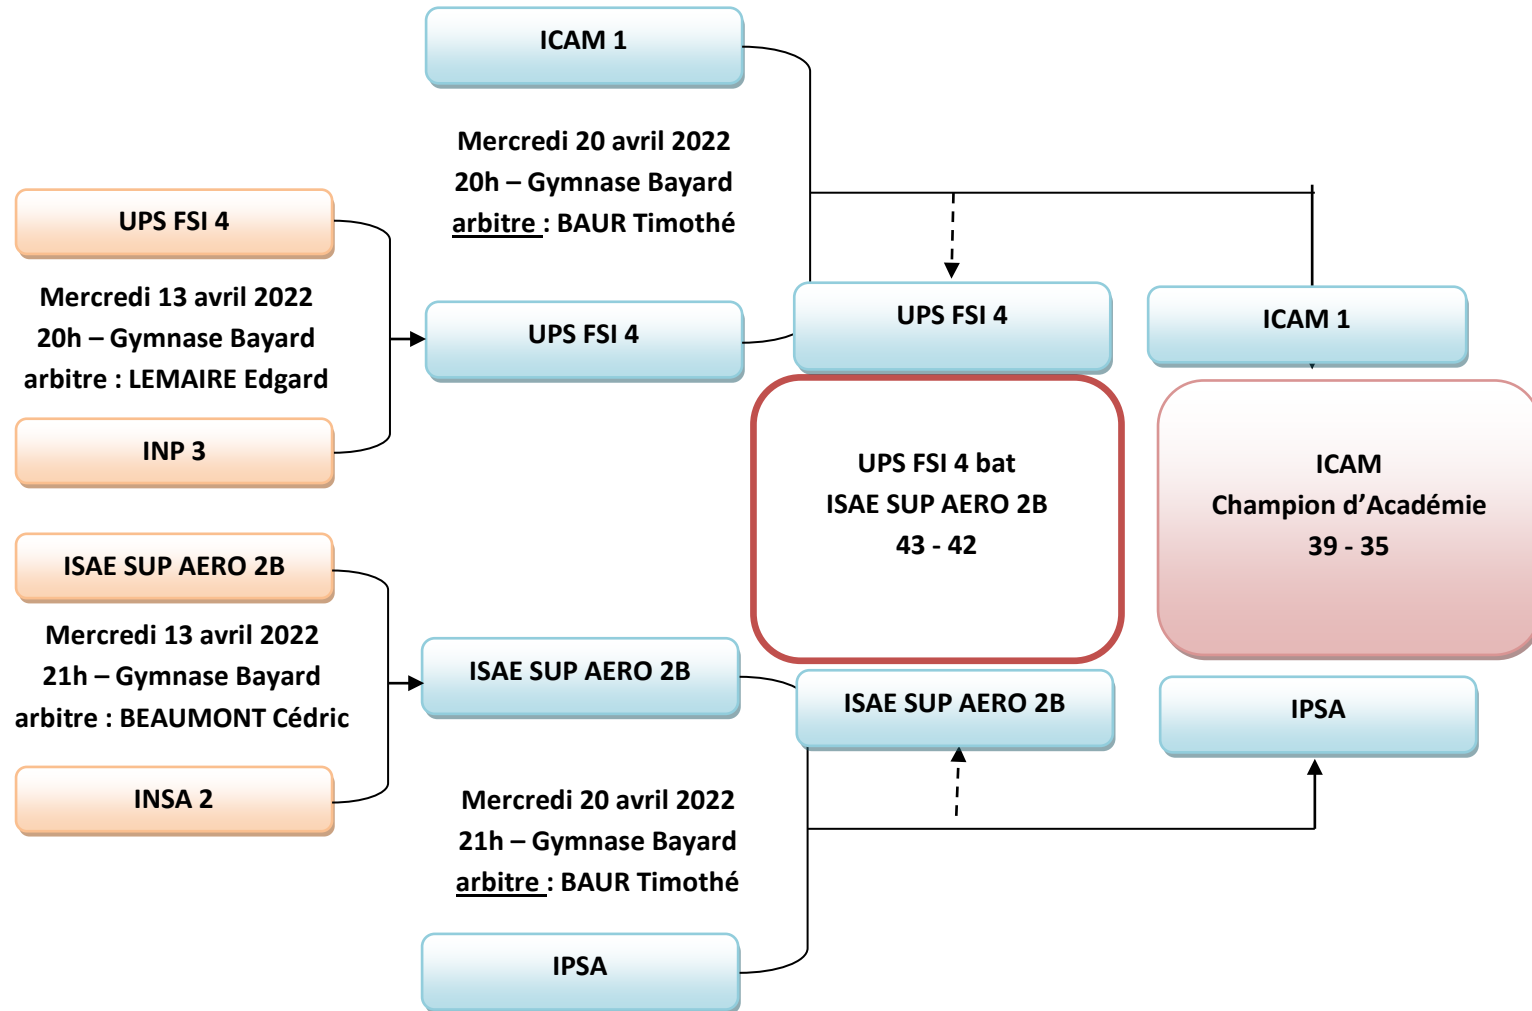 ICAM 1
Mercredi 20 avril 2022
20h – Gymnase Bayard
arbitre : BAUR Timothé
UPS FSI 4
Mercredi 13 avril 2022
20h – Gymnase Bayard
arbitre : LEMAIRE Edgard
INP 3
UPS FSI 4
UPS FSI 4
ICAM 1
UPS FSI 4 bat
ISAE SUP AERO 2B
43 - 42
ICAM
Champion d’Académie
39 - 35
ISAE SUP AERO 2B
Mercredi 13 avril 2022
21h – Gymnase Bayard
arbitre : BEAUMONT Cédric
INSA 2
ISAE SUP AERO 2B
ISAE SUP AERO 2B
IPSA
Mercredi 20 avril 2022
21h – Gymnase Bayard
arbitre : BAUR Timothé
IPSA